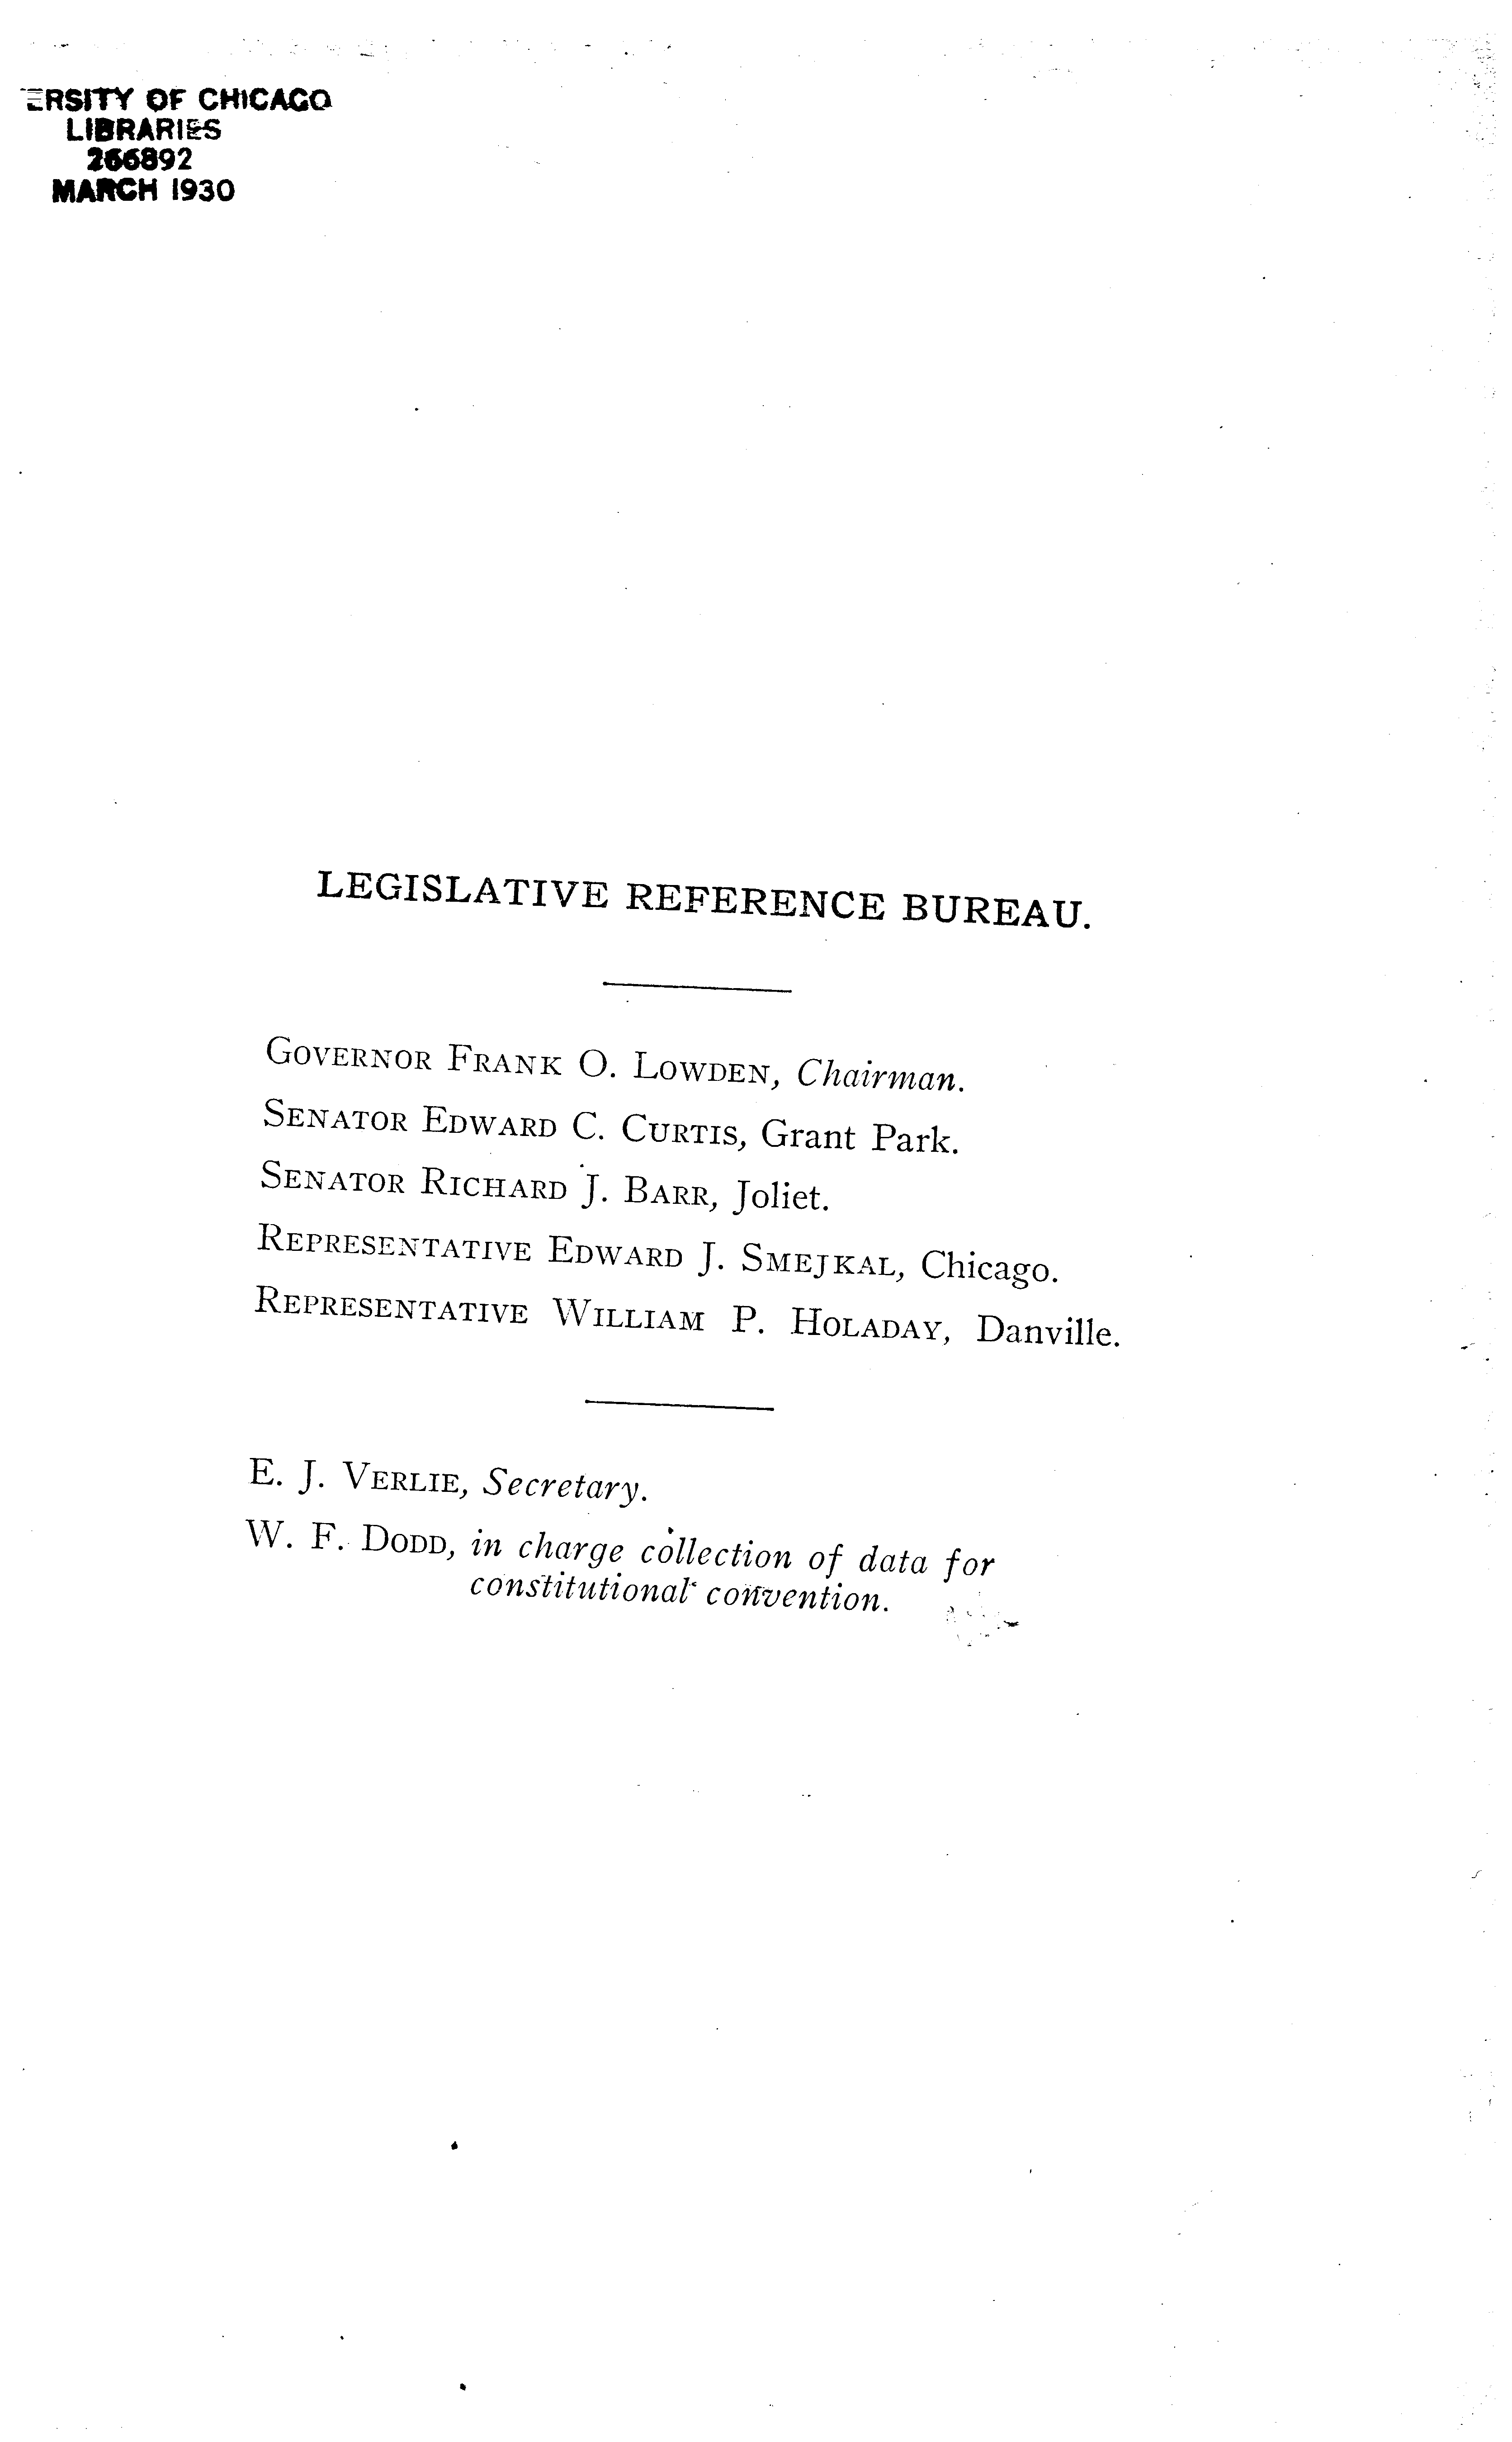 ERSITY OF CHICAGO
LIBRARIES
266892
MARCH 1930
LEGISLATIVE REFERENCE BUREAU.
GOVERNOR FRANK O. LOWDEN, Chairman.
SENATOR EDWARD C. CURTIS, Grant Park.
SENATOR RICHARD J. BARR, Joliet.
REPRESENTATIVE EDWARD J. SMEJKAL, Chicago.
REPRESENTATIVE WILLIAM P. HOLADAY, Danville.
E. J. VERLIE, Secretary.
W. F. DODD, in charge collection of data for
constitutional convention.